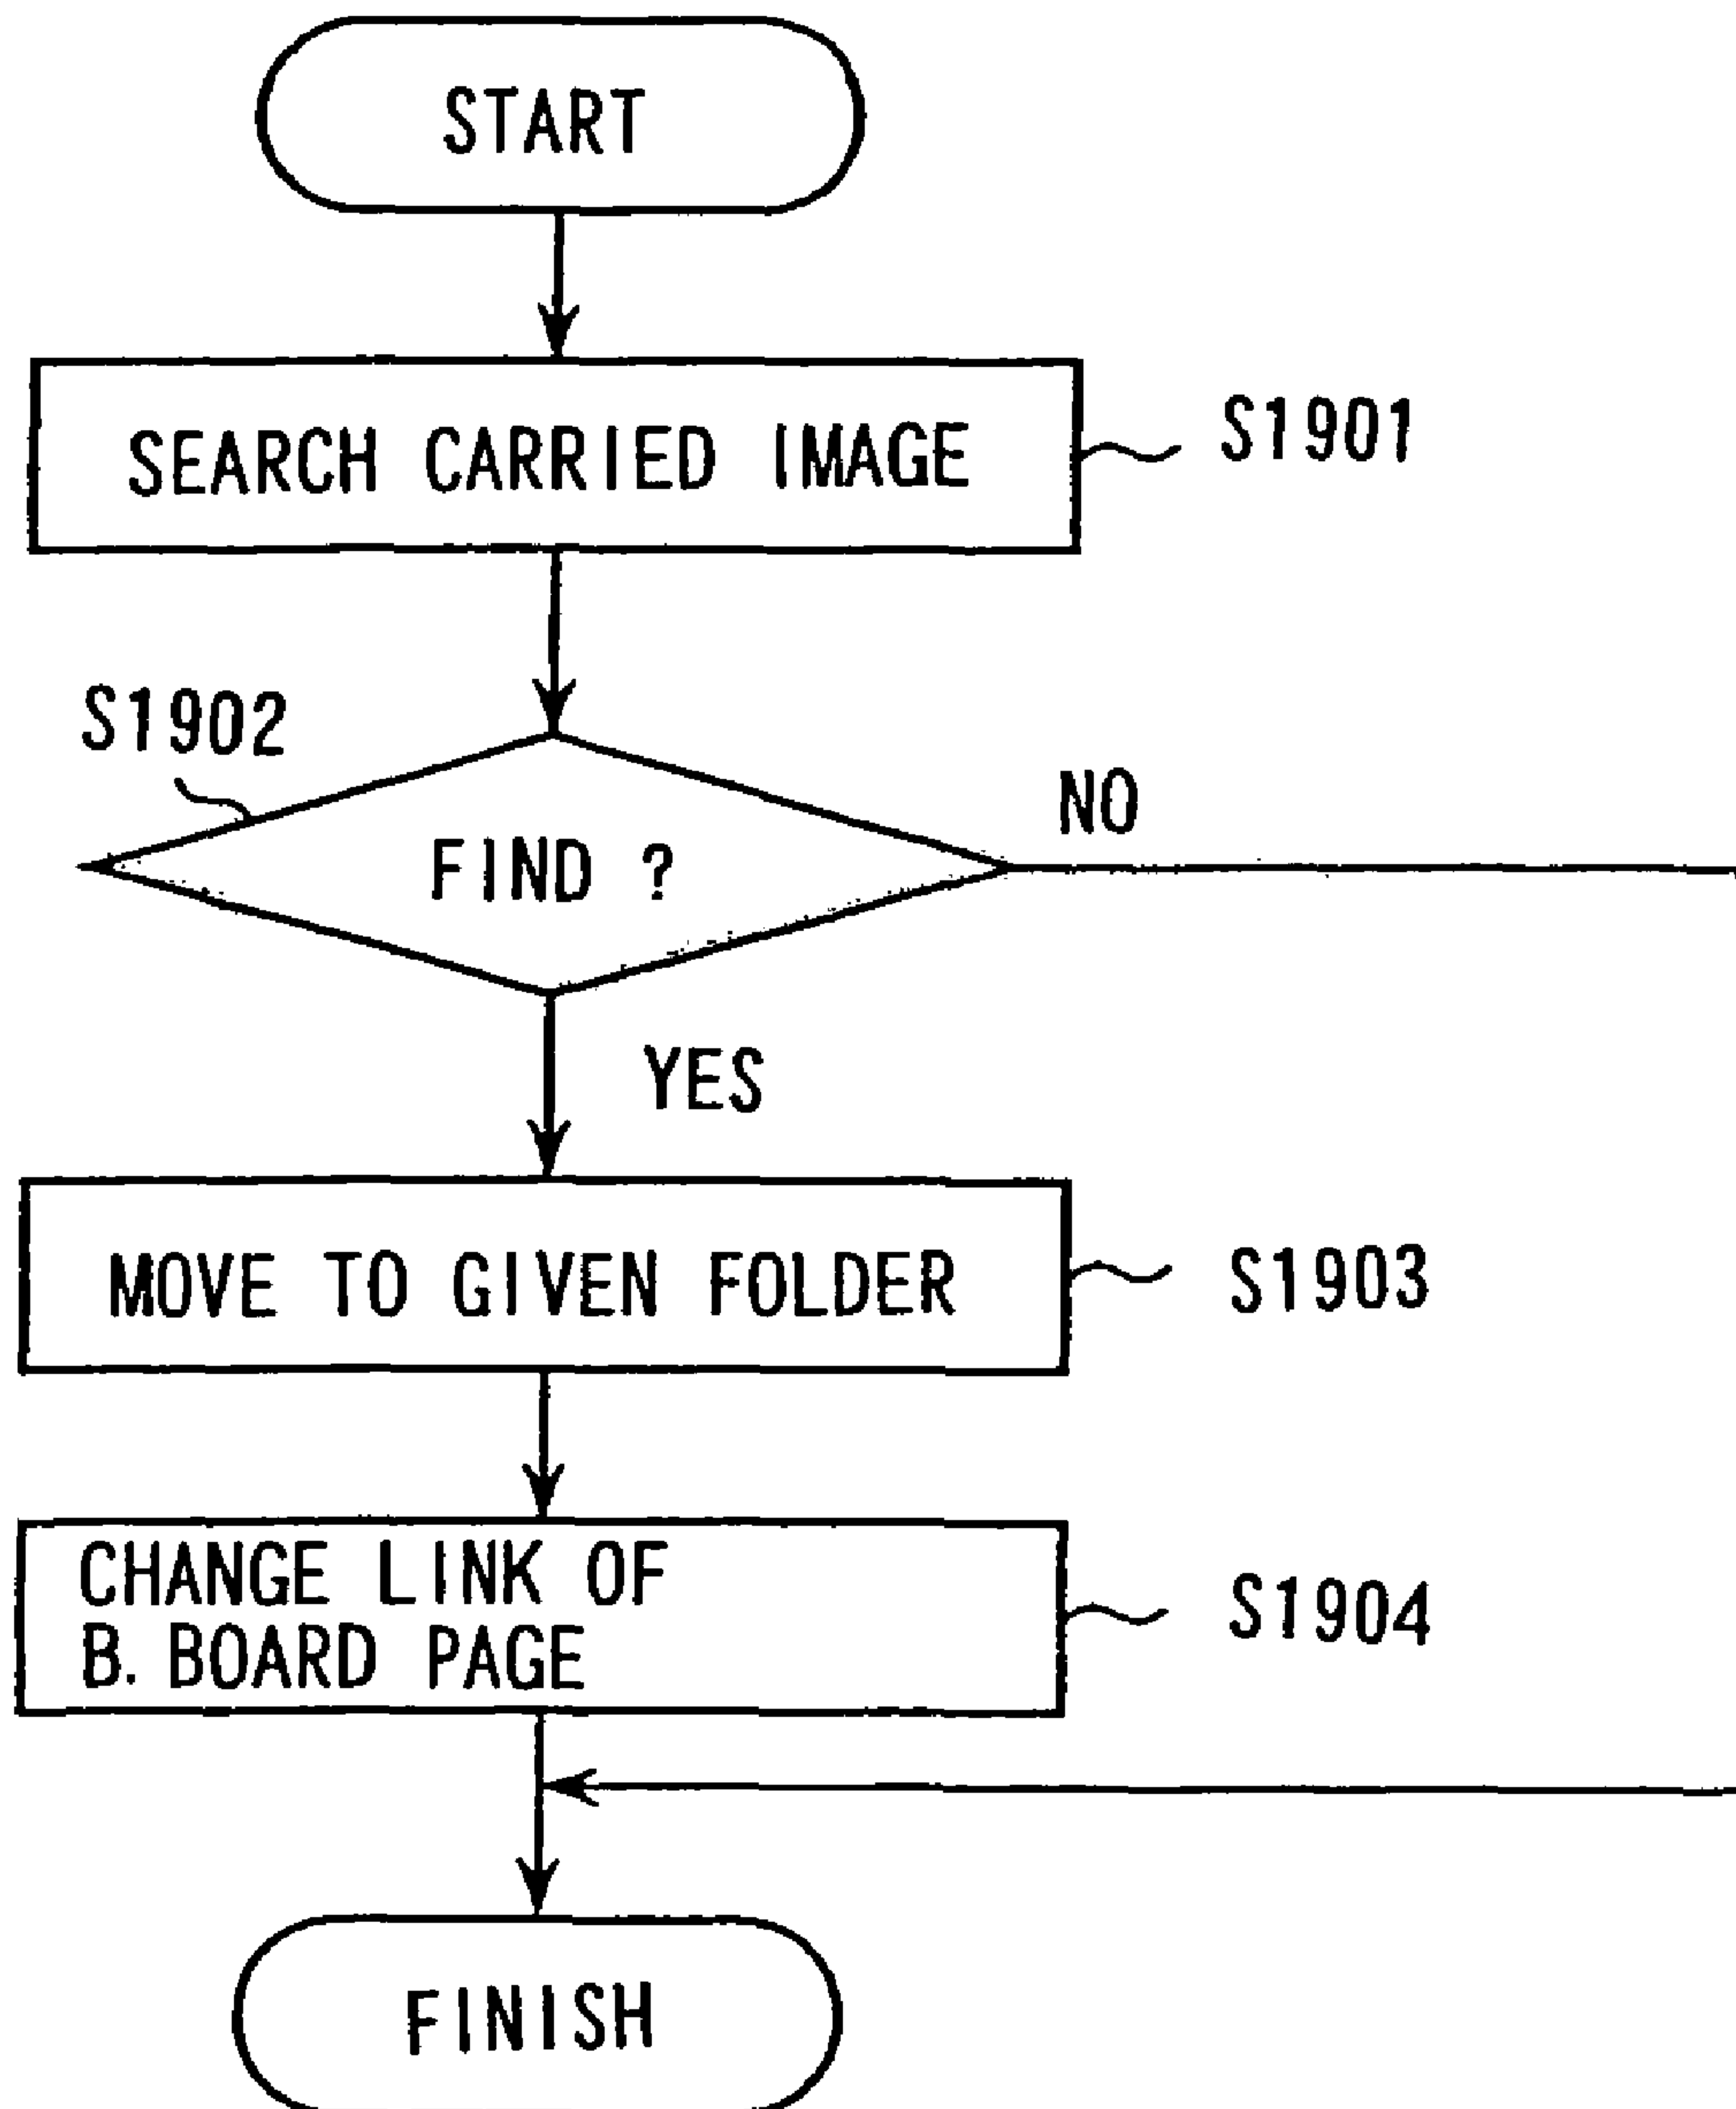 START
SEARCH CARRIED IMAGE
S1901
S1902
FIND ?
NO
YES
MOVE TO GIVEN FOLDER
S1903
CHANGE LINK OF
B. BOARD PAGE
S1904
FINISH